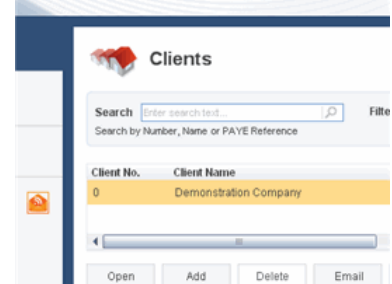 Clients
Search Enter search text... Filte
Search by Number, Name or PAYE Reference
Client No. Client Name
0 Demonstration Company
Open Add Delete Email